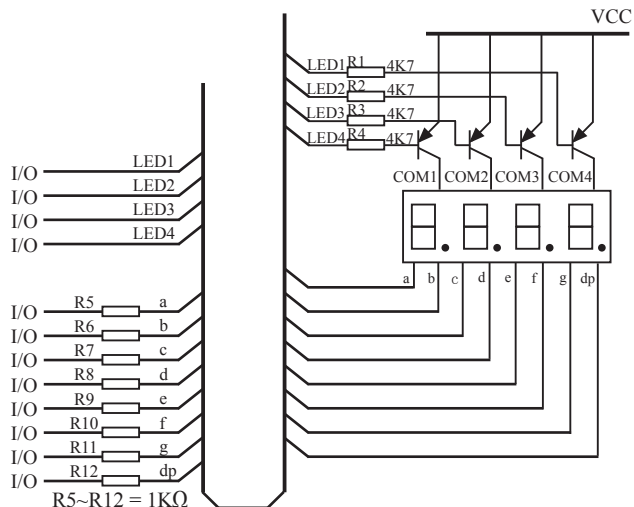 VCC
LED1 R1 4K7
LED2 R2 4K7
LED3 R3 4K7
LED4 R4 4K7
COM1 COM2 COM3 COM4
I/O LED1
I/O LED2
I/O LED3
I/O LED4
a b c d e f g dp
I/O R5 a
I/O R6 b
I/O R7 c
I/O R8 d
I/O R9 e
I/O R10 f
I/O R11 g
I/O R12 dp
R5~R12 = 1KΩ